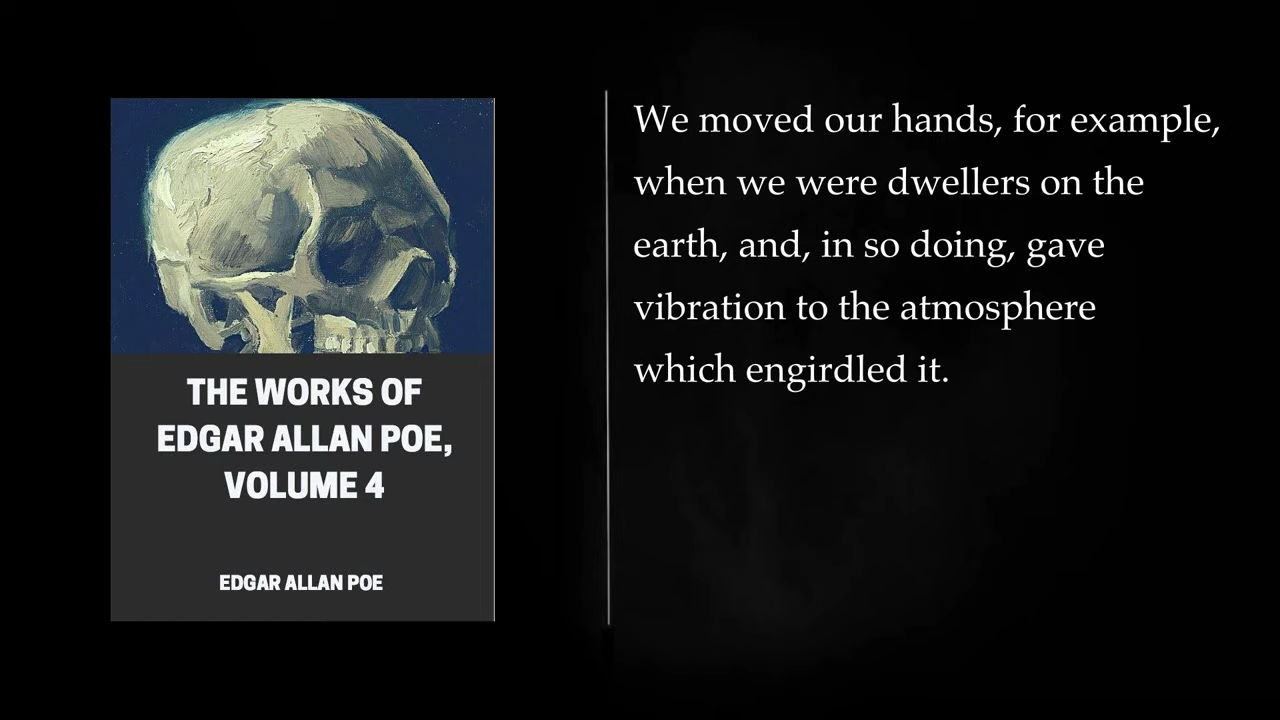 THE WORKS OF
EDGAR ALLAN POE,
VOLUME 4
EDGAR ALLAN POE
We moved our hands, for example,
when we were dwellers on the
earth, and, in so doing, gave
vibration to the atmosphere
which engirdled it.